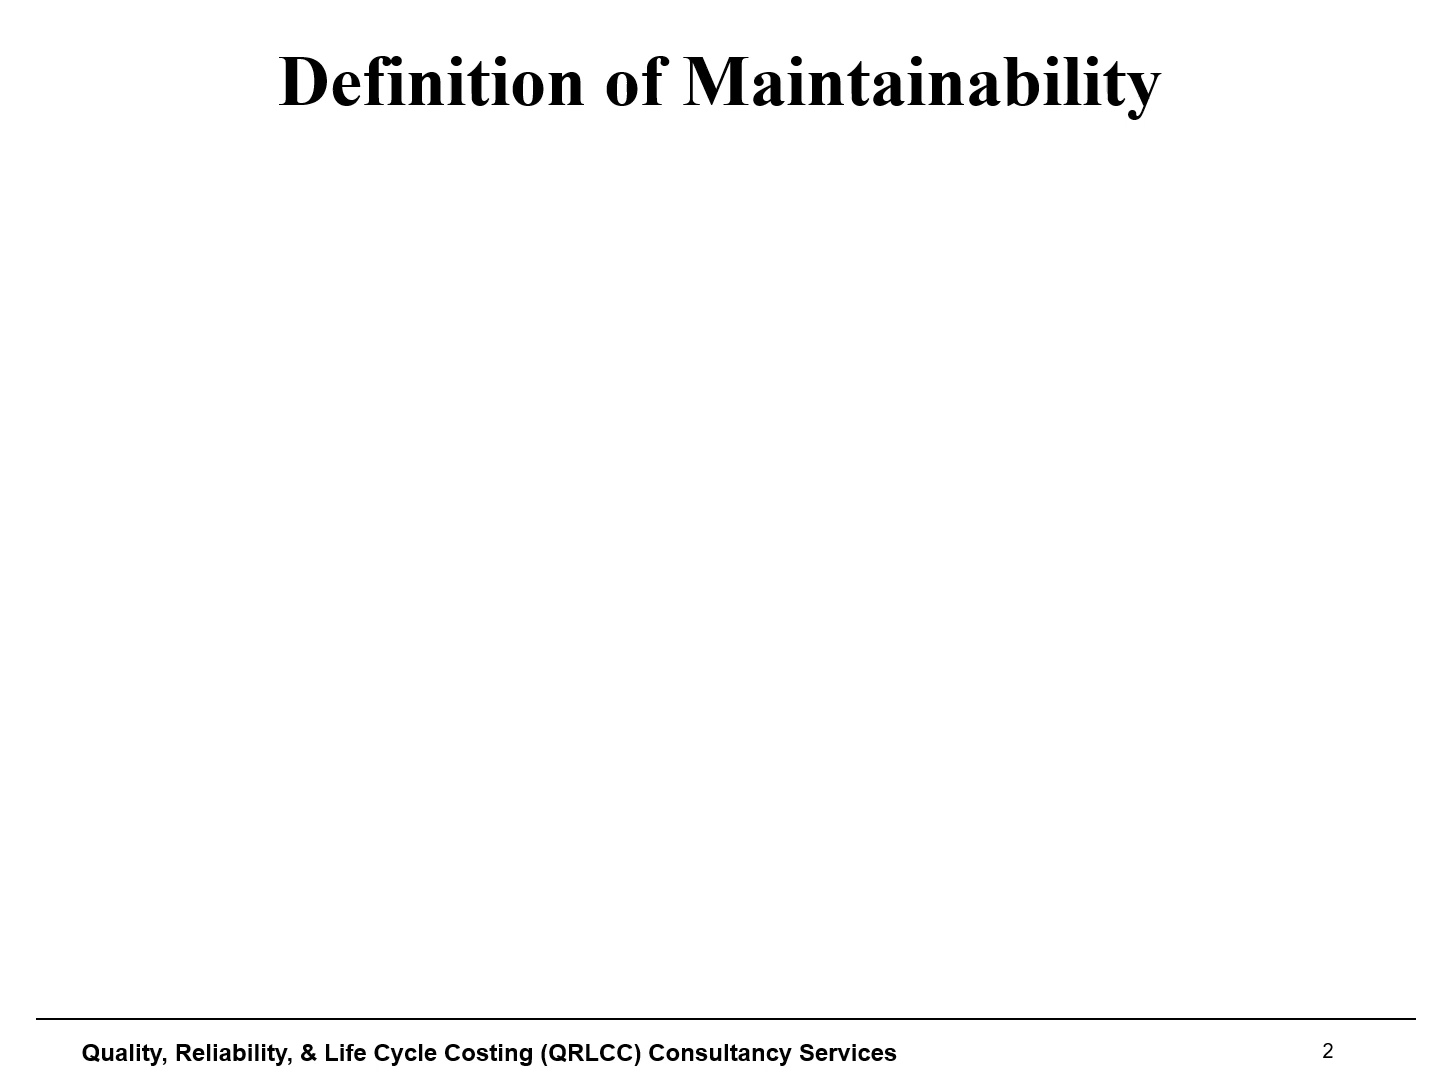 Definition of Maintainability
Quality, Reliability, & Life Cycle Costing (QRLCC) Consultancy Services
2